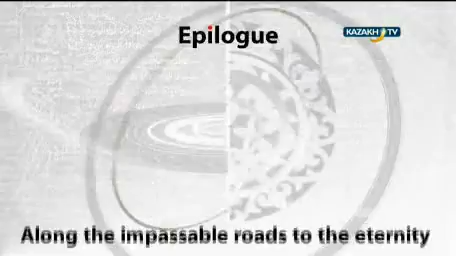 Epilogue
KAZAKH TV
Along the impassable roads to the eternity